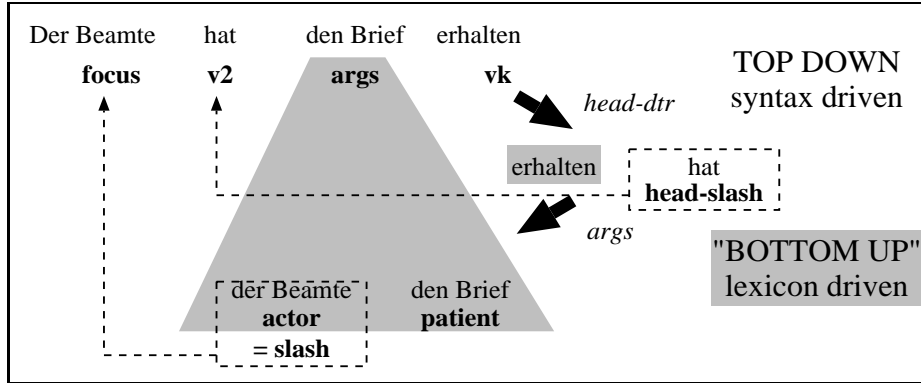 Der Beamte hat den Brief erhalten
focus v2 args vk
TOP DOWN
syntax driven
head-dtr
erhalten hat
head-slash
args
"BOTTOM UP"
lexicon driven
der Beamte den Brief
actor patient
= slash